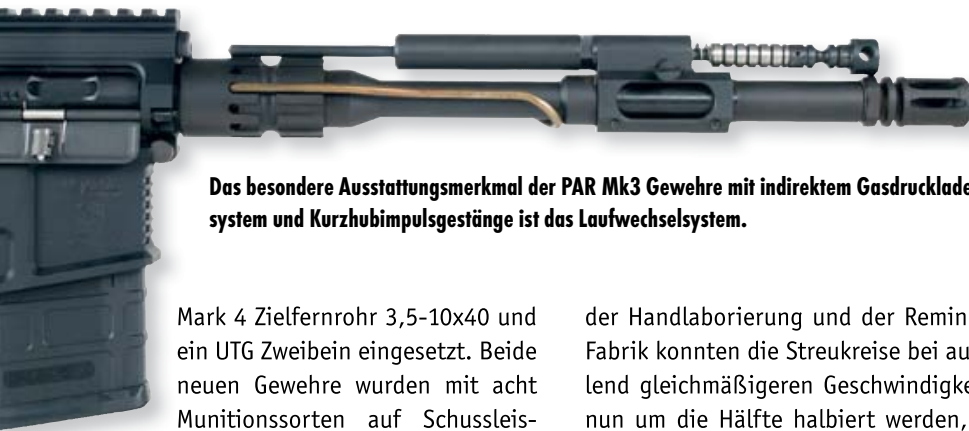 Das besondere Ausstattungsmerkmal der PAR Mk3 Gewehre mit indirektem Gasdrucklade
system und Kurzhubimpulsgestänge ist das Laufwechselsystem.
Mark 4 Zielfernrohr 3,5-10x40 und
ein UTG Zweibein eingesetzt. Beide
neuen Gewehre wurden mit acht
Munitionssorten auf Schussleis-
der Handlaborierung und der Remin
Fabrik konnten die Streukreise bei au
lend gleichmäßigeren Geschwindigke
nun um die Hälfte halbiert werden,